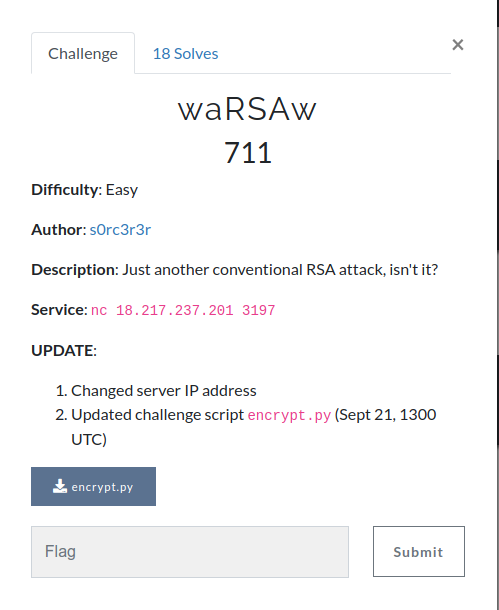 Challenge
18 Solves
×
waRSAw
711
Difficulty: Easy
Author: s0rc3r3r
Description: Just another conventional RSA attack, isn't it?
Service: nc 18.217.237.201 3197
UPDATE:
1. Changed server IP address
2. Updated challenge script encrypt.py (Sept 21, 1300
UTC)
encrypt.py
Flag
Submit